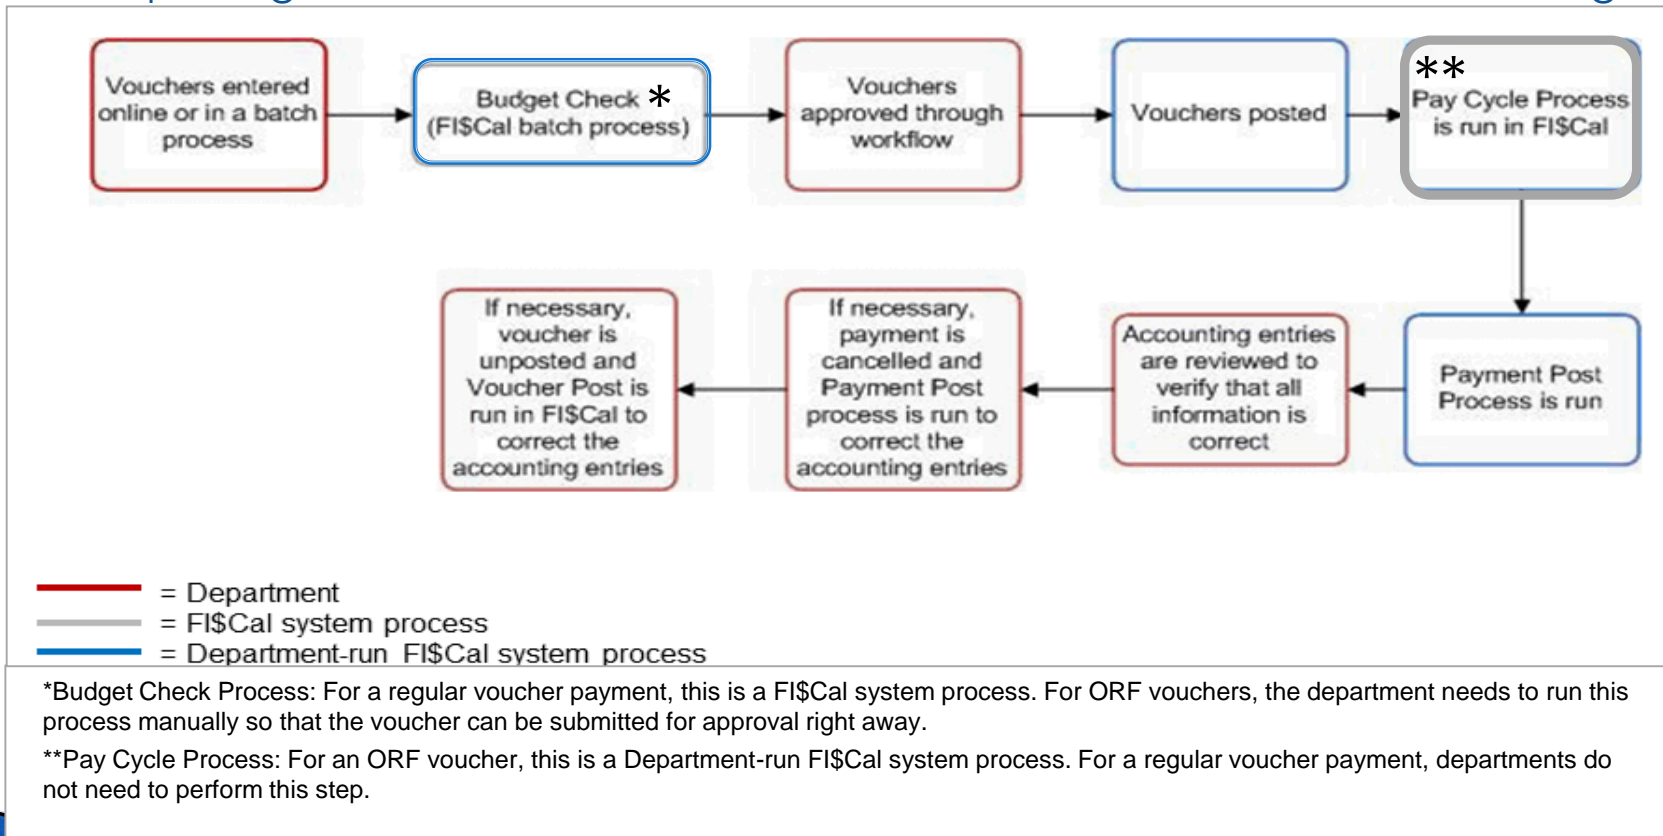 Vouchers entered
online or in a batch
process
Budget Check *
(FI$Cal batch process)
Vouchers
approved through
workflow
Vouchers posted
**
Pay Cycle Process
is run in FI$Cal
Payment Post
Process is run
Accounting entries
are reviewed to
verify that all
information is
correct
If necessary,
payment is
cancelled and
Payment Post
process is run to
correct the
accounting entries
If necessary,
voucher is
unposted and
Voucher Post is
run in FI$Cal to
correct the
accounting entries
= Department
= FI$Cal system process
= Department-run FI$Cal system process
*Budget Check Process: For a regular voucher payment, this is a FI$Cal system process. For ORF vouchers, the department needs to run this
process manually so that the voucher can be submitted for approval right away.
**Pay Cycle Process: For an ORF voucher, this is a Department-run FI$Cal system process. For a regular voucher payment, departments do
not need to perform this step.